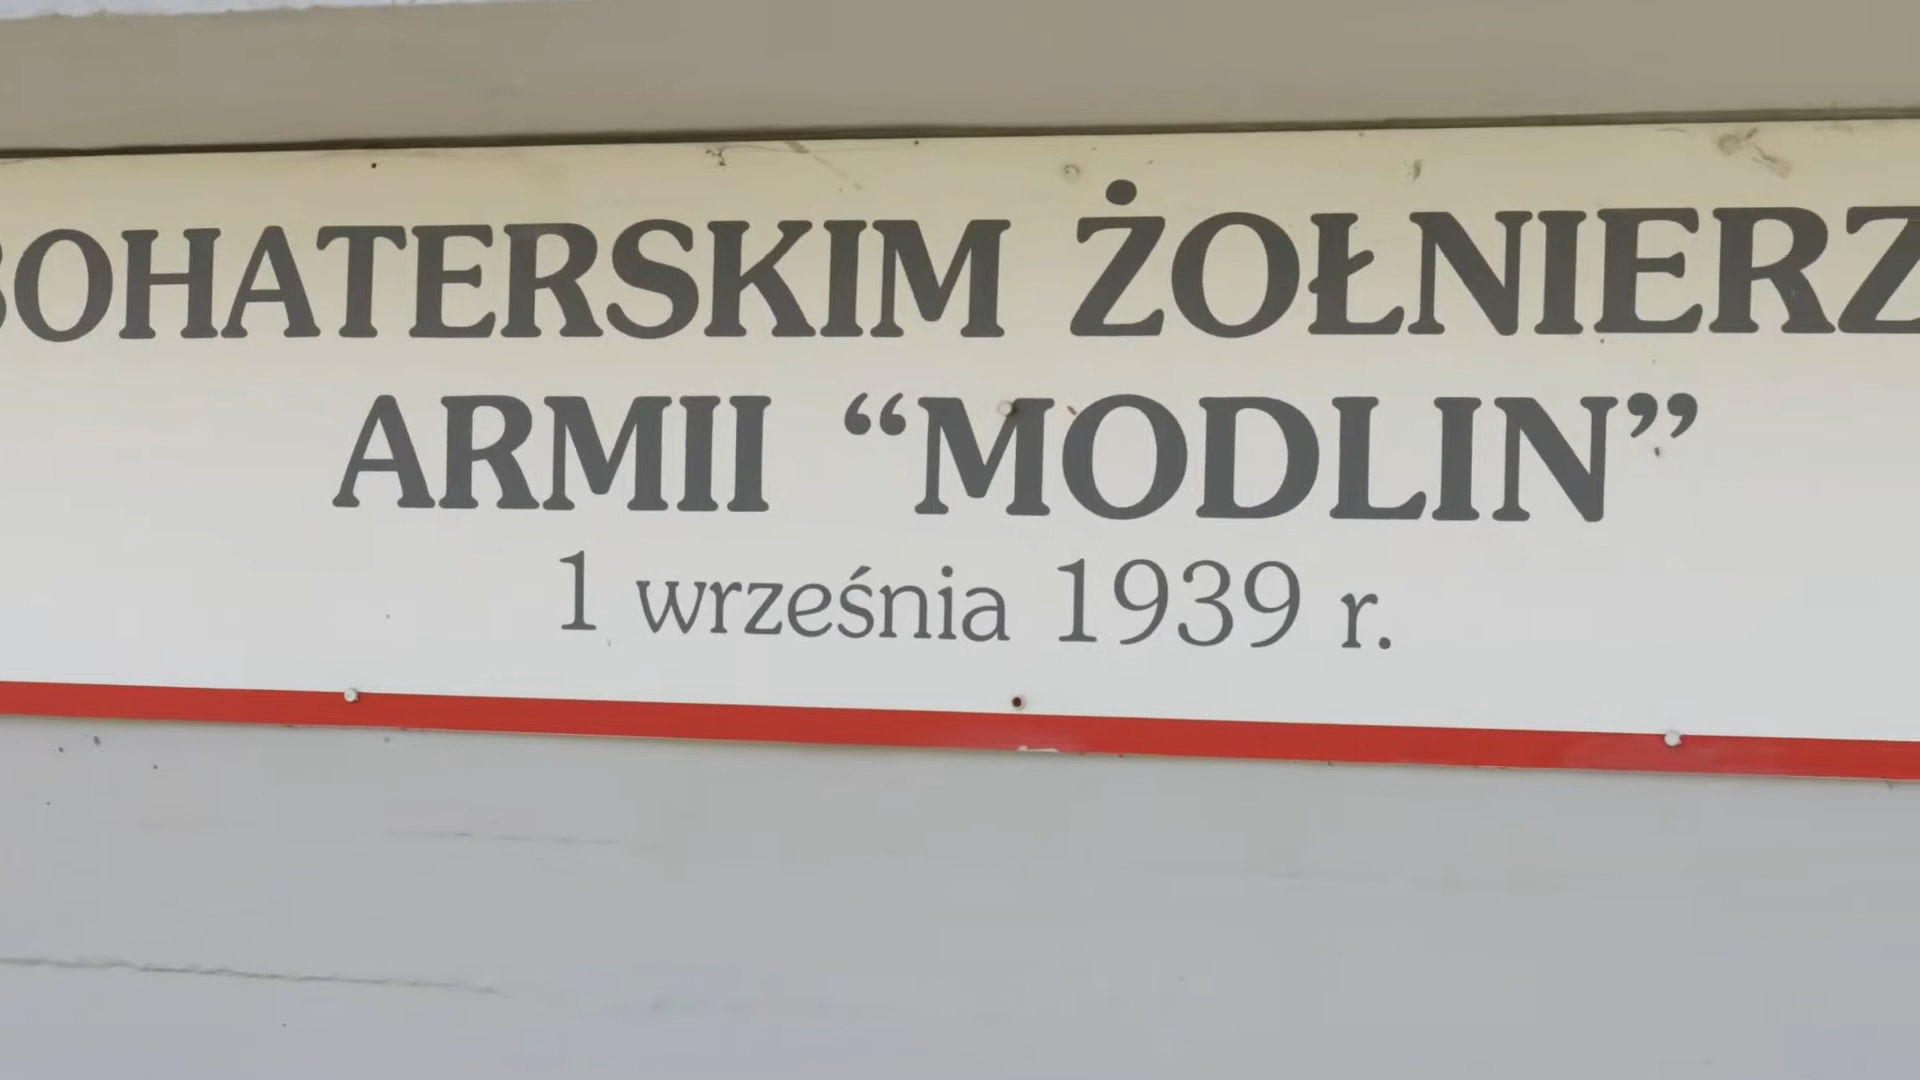 BOHATERSKIM ŻOŁNIERZ
ARMII “MODLIN”
1 września 1939 r.